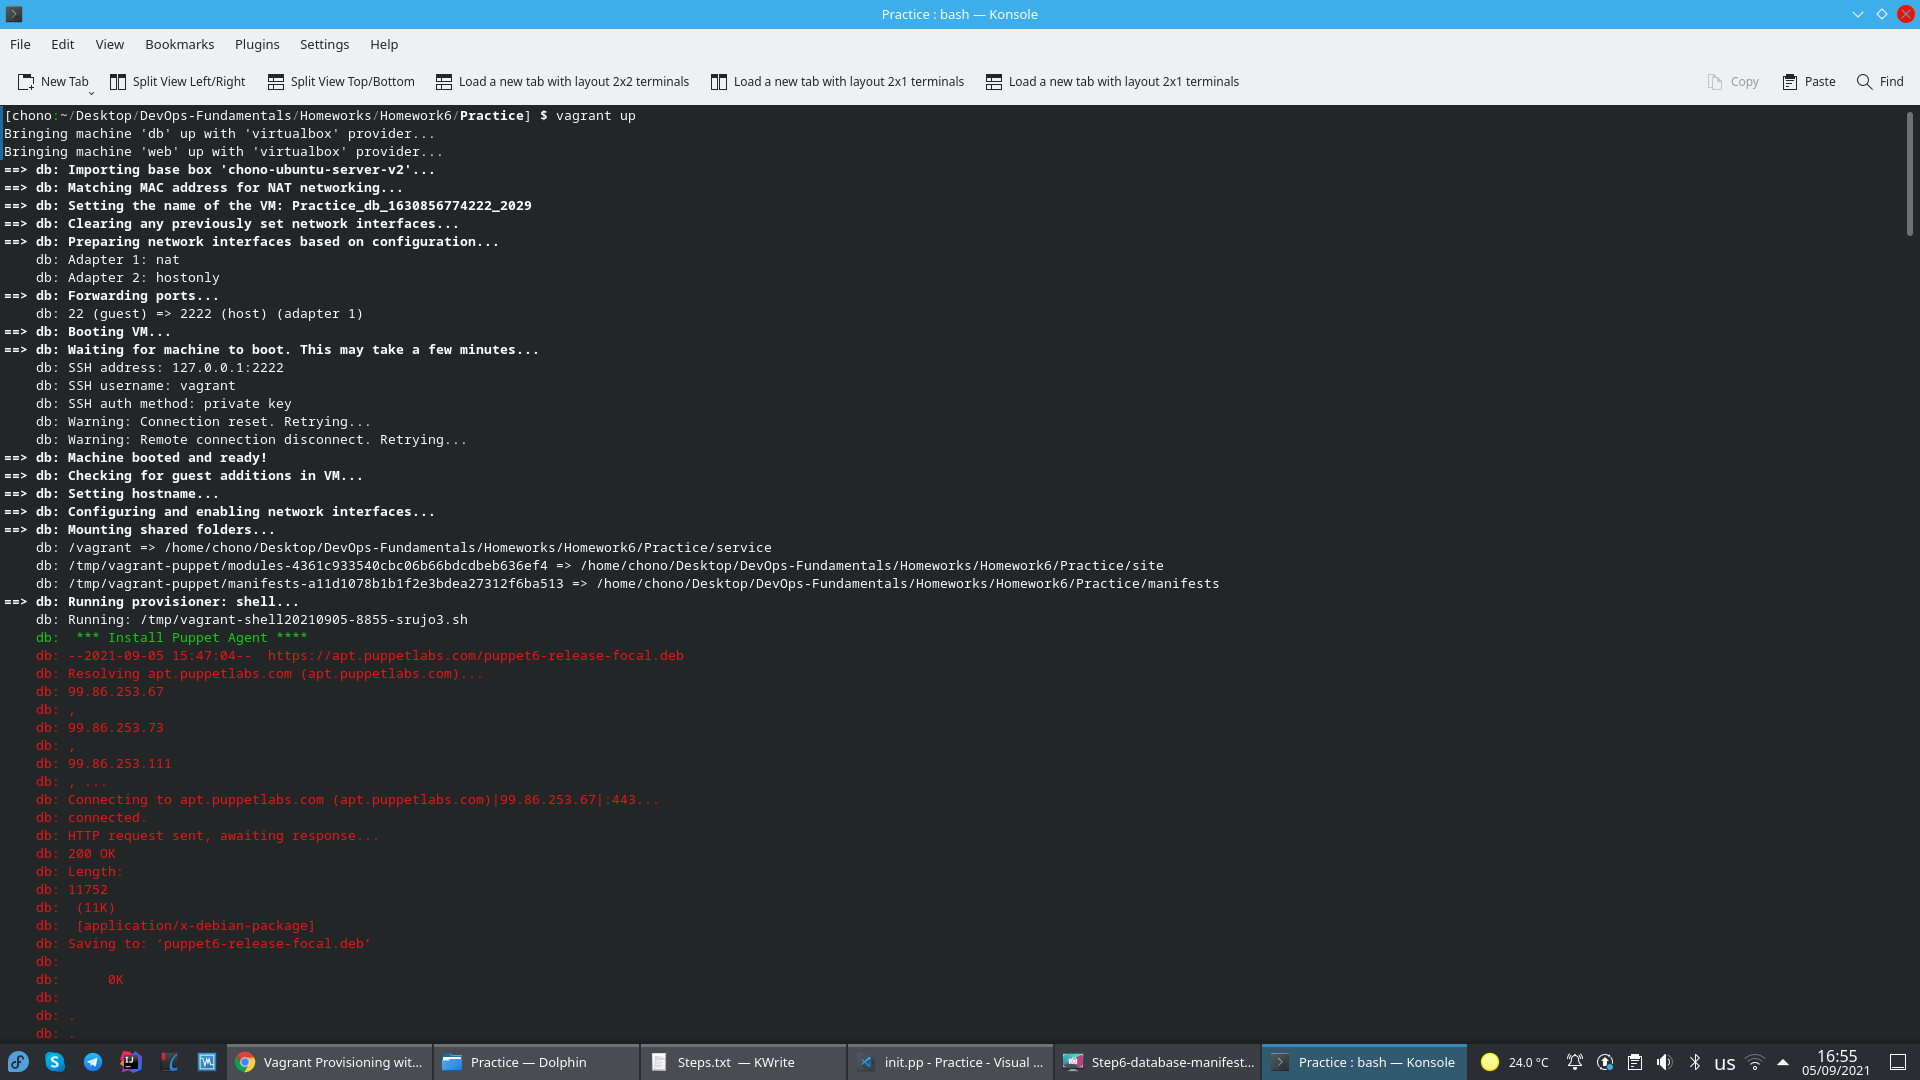 Practice : bash — Konsole
File Edit View Bookmarks Plugins Settings Help
New Tab Split View Left/Right Split View Top/Bottom Load a new tab with layout 2x2 terminals Load a new tab with layout 2x1 terminals Load a new tab with layout 2x1 terminals Copy Paste Find
[chono:~/Desktop/DevOps-Fundamentals/Homeworks/Homework6/Practice] $ vagrant up
Bringing machine 'db' up with 'virtualbox' provider...
Bringing machine 'web' up with 'virtualbox' provider...
==> db: Importing base box 'chono-ubuntu-server-v2'...
==> db: Matching MAC address for NAT networking...
==> db: Setting the name of the VM: Practice_db_1630856774222_2029
==> db: Clearing any previously set network interfaces...
==> db: Preparing network interfaces based on configuration...
    db: Adapter 1: nat
    db: Adapter 2: hostonly
==> db: Forwarding ports...
    db: 22 (guest) => 2222 (host) (adapter 1)
==> db: Booting VM...
==> db: Waiting for machine to boot. This may take a few minutes...
    db: SSH address: 127.0.0.1:2222
    db: SSH username: vagrant
    db: SSH auth method: private key
    db: Warning: Connection reset. Retrying...
    db: Warning: Remote connection disconnect. Retrying...
==> db: Machine booted and ready!
==> db: Checking for guest additions in VM...
==> db: Setting hostname...
==> db: Configuring and enabling network interfaces...
==> db: Mounting shared folders...
    db: /vagrant => /home/chono/Desktop/DevOps-Fundamentals/Homeworks/Homework6/Practice/service
    db: /tmp/vagrant-puppet/modules-4361c933540cbc06b66bdcdbeb636ef4 => /home/chono/Desktop/DevOps-Fundamentals/Homeworks/Homework6/Practice/site
    db: /tmp/vagrant-puppet/manifests-a11d1078b1b1f2e3bdea27312f6ba513 => /home/chono/Desktop/DevOps-Fundamentals/Homeworks/Homework6/Practice/manifests
==> db: Running provisioner: shell...
    db: Running: /tmp/vagrant-shell20210905-8855-srujo3.sh
    db:  *** Install Puppet Agent ****
    db: --2021-09-05 15:47:04--  https://apt.puppetlabs.com/puppet6-release-focal.deb
    db: Resolving apt.puppetlabs.com (apt.puppetlabs.com)...
    db: 99.86.253.67
    db: ,
    db: 99.86.253.73
    db: ,
    db: 99.86.253.111
    db: , ...
    db: Connecting to apt.puppetlabs.com (apt.puppetlabs.com)|99.86.253.67|:443...
    db: connected.
    db: HTTP request sent, awaiting response...
    db: 200 OK
    db: Length:
    db: 11752
    db:  (11K)
    db:  [application/x-debian-package]
    db: Saving to: ‘puppet6-release-focal.deb’
    db:
    db:      0K
    db:
    db: .
    db: .
Vagrant Provisioning wit... Practice — Dolphin Steps.txt — KWrite init.pp - Practice - Visual ... Step6-database-manifest... Practice : bash — Konsole 24.0 °C us 16:55
05/09/2021